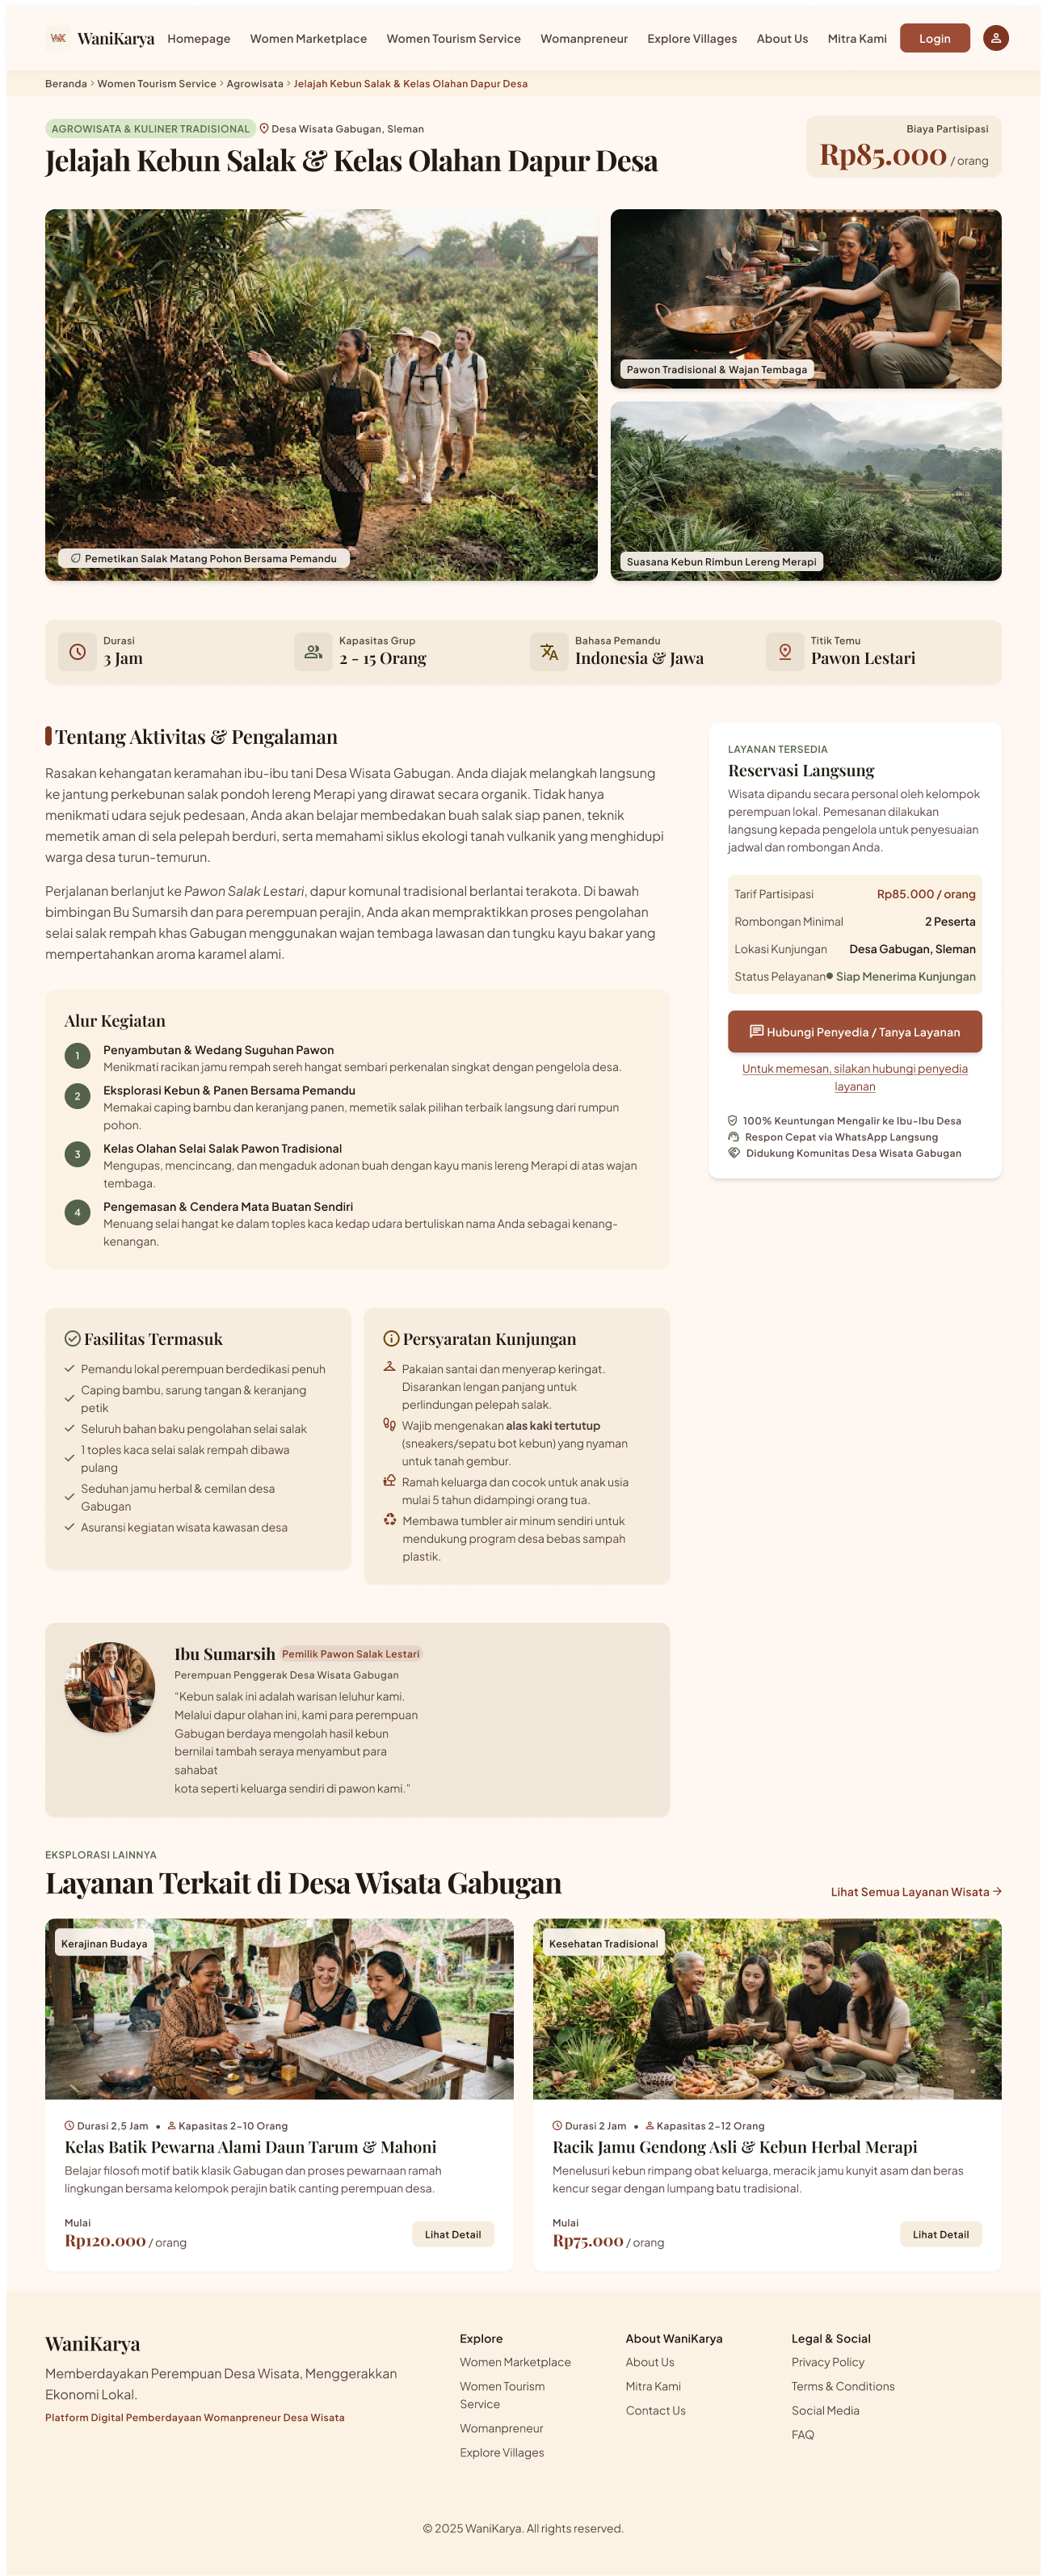 WK WaniKarya Homepage Women Marketplace Women Tourism Service Womanpreneur Explore Villages About Us Mitra Kami Login
Beranda > Women Tourism Service > Agrowisata > Jelajah Kebun Salak & Kelas Olahan Dapur Desa
AGROWISATA & KULINER TRADISIONAL Desa Wisata Gabugan, Sleman
Jelajah Kebun Salak & Kelas Olahan Dapur Desa
Biaya Partisipasi
Rp85.000 / orang
Pemetikan Salak Matang Pohon Bersama Pemandu
Pawon Tradisional & Wajan Tembaga
Suasana Kebun Rimbun Lereng Merapi
Durasi
3 Jam
Kapasitas Grup
2 - 15 Orang
Bahasa Pemandu
Indonesia & Jawa
Titik Temu
Pawon Lestari
Tentang Aktivitas & Pengalaman
Rasakan kehangatan keramahan ibu-ibu tani Desa Wisata Gabugan. Anda diajak melangkah langsung
ke jantung perkebunan salak pondoh lereng Merapi yang dirawat secara organik. Tidak hanya
menikmati udara sejuk pedesaan, Anda akan belajar membedakan buah salak siap panen, teknik
memetik aman di sela pelepah berduri, serta memahami siklus ekologi tanah vulkanik yang menghidupi
warga desa turun-temurun.
Perjalanan berlanjut ke Pawon Salak Lestari, dapur komunal tradisional berlantai terakota. Di bawah
bimbingan Bu Sumarsih dan para perempuan perajin, Anda akan mempraktikkan proses pengolahan
selai salak rempah khas Gabugan menggunakan wajan tembaga lawasan dan tungku kayu bakar yang
mempertahankan aroma karamel alami.
Alur Kegiatan
1 Penyambutan & Wedang Suguhan Pawon
Menikmati racikan jamu rempah sereh hangat sembari perkenalan singkat dengan pengelola desa.
2 Eksplorasi Kebun & Panen Bersama Pemandu
Memakai caping bambu dan keranjang panen, memetik salak pilihan terbaik langsung dari rumpun
pohon.
3 Kelas Olahan Selai Salak Pawon Tradisional
Mengupas, mencincang, dan mengaduk adonan buah dengan kayu manis lereng Merapi di atas wajan
tembaga.
4 Pengemasan & Cendera Mata Buatan Sendiri
Menuang selai hangat ke dalam toples kaca kedap udara bertuliskan nama Anda sebagai kenang-
kenangan.
LAYANAN TERSEDIA
Reservasi Langsung
Wisata dipandu secara personal oleh kelompok
perempuan lokal. Pemesanan dilakukan
langsung kepada pengelola untuk penyesuaian
jadwal dan rombongan Anda.
Tarif Partisipasi Rp85.000 / orang
Rombongan Minimal 2 Peserta
Lokasi Kunjungan Desa Gabugan, Sleman
Status Pelayanan ● Siap Menerima Kunjungan
Hubungi Penyedia / Tanya Layanan
Untuk memesan, silakan hubungi penyedia
layanan
100% Keuntungan Mengalir ke Ibu-Ibu Desa
Respon Cepat via WhatsApp Langsung
Didukung Komunitas Desa Wisata Gabugan
Fasilitas Termasuk
Pemandu lokal perempuan berdedikasi penuh
Caping bambu, sarung tangan & keranjang
petik
Seluruh bahan baku pengolahan selai salak
1 toples kaca selai salak rempah dibawa
pulang
Seduhan jamu herbal & cemilan desa
Gabugan
Asuransi kegiatan wisata kawasan desa
Persyaratan Kunjungan
Pakaian santai dan menyerap keringat.
Disarankan lengan panjang untuk
perlindungan pelepah salak.
Wajib mengenakan alas kaki tertutup
(sneakers/sepatu bot kebun) yang nyaman
untuk tanah gembur.
Ramah keluarga dan cocok untuk anak usia
mulai 5 tahun didampingi orang tua.
Membawa tumbler air minum sendiri untuk
mendukung program desa bebas sampah
plastik.
Ibu Sumarsih Pemilik Pawon Salak Lestari
Perempuan Penggerak Desa Wisata Gabugan
"Kebun salak ini adalah warisan leluhur kami.
Melalui dapur olahan ini, kami para perempuan
Gabugan berdaya mengolah hasil kebun
bernilai tambah seraya menyambut para
sahabat
kota seperti keluarga sendiri di pawon kami."
EKSPLORASI LAINNYA
Layanan Terkait di Desa Wisata Gabugan
Lihat Semua Layanan Wisata →
Kerajinan Budaya
Durasi 2,5 Jam • Kapasitas 2–10 Orang
Kelas Batik Pewarna Alami Daun Tarum & Mahoni
Belajar filosofi motif batik klasik Gabugan dan proses pewarnaan ramah
lingkungan bersama kelompok perajin batik canting perempuan desa.
Mulai
Rp120.000 / orang
Lihat Detail
Kesehatan Tradisional
Durasi 2 Jam • Kapasitas 2–12 Orang
Racik Jamu Gendong Asli & Kebun Herbal Merapi
Menelusuri kebun rimpang obat keluarga, meracik jamu kunyit asam dan beras
kencur segar dengan lumpang batu tradisional.
Mulai
Rp75.000 / orang
Lihat Detail
WaniKarya
Memberdayakan Perempuan Desa Wisata, Menggerakkan
Ekonomi Lokal.
Platform Digital Pemberdayaan Womanpreneur Desa Wisata
Explore
Women Marketplace
Women Tourism
Service
Womanpreneur
Explore Villages
About WaniKarya
About Us
Mitra Kami
Contact Us
Legal & Social
Privacy Policy
Terms & Conditions
Social Media
FAQ
© 2025 WaniKarya. All rights reserved.